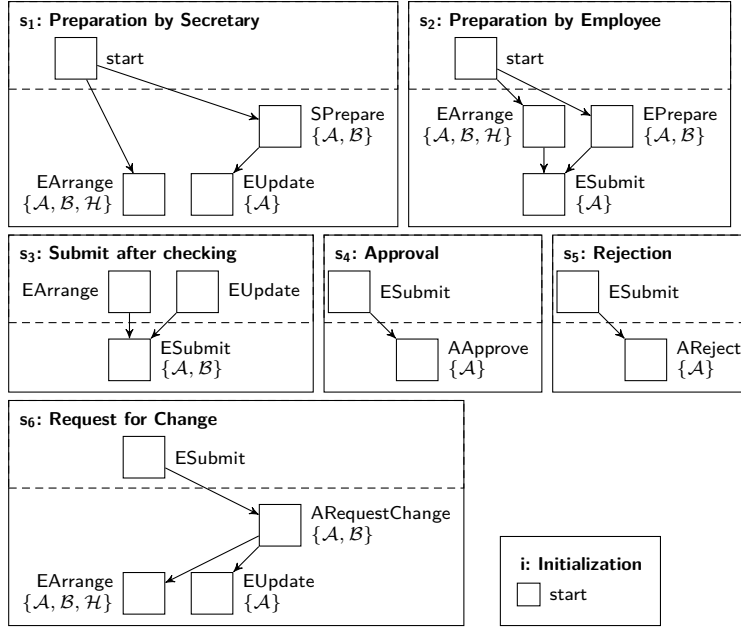 s₁: Preparation by Secretary
start
SPrepare
{𝒜, ℬ}
EArrange
{𝒜, ℬ, ℋ}
EUpdate
{𝒜}
s₂: Preparation by Employee
start
EArrange
{𝒜, ℬ, ℋ}
EPrepare
{𝒜, ℬ}
ESubmit
{𝒜}
s₃: Submit after checking
EArrange
EUpdate
ESubmit
{𝒜, ℬ}
s₄: Approval
ESubmit
AApprove
{𝒜}
s₅: Rejection
ESubmit
AReject
{𝒜}
s₆: Request for Change
ESubmit
ARequestChange
{𝒜, ℬ}
EArrange
{𝒜, ℬ, ℋ}
EUpdate
{𝒜}
i: Initialization
start